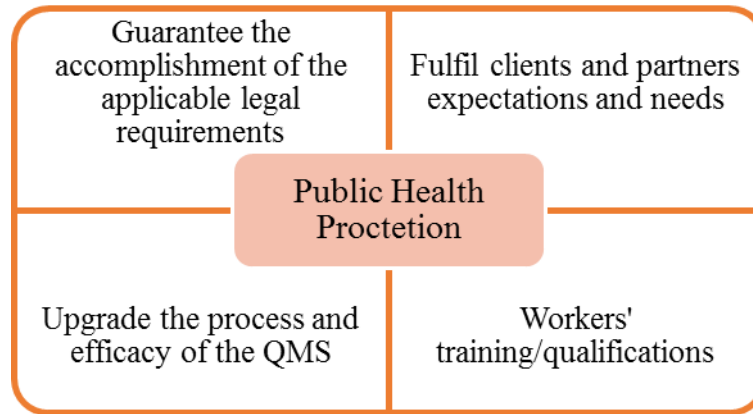 Guarantee the
accomplishment of the
applicable legal
requirements
Fulfil clients and partners
expectations and needs
Public Health
Proctetion
Upgrade the process and
efficacy of the QMS
Workers'
training/qualifications